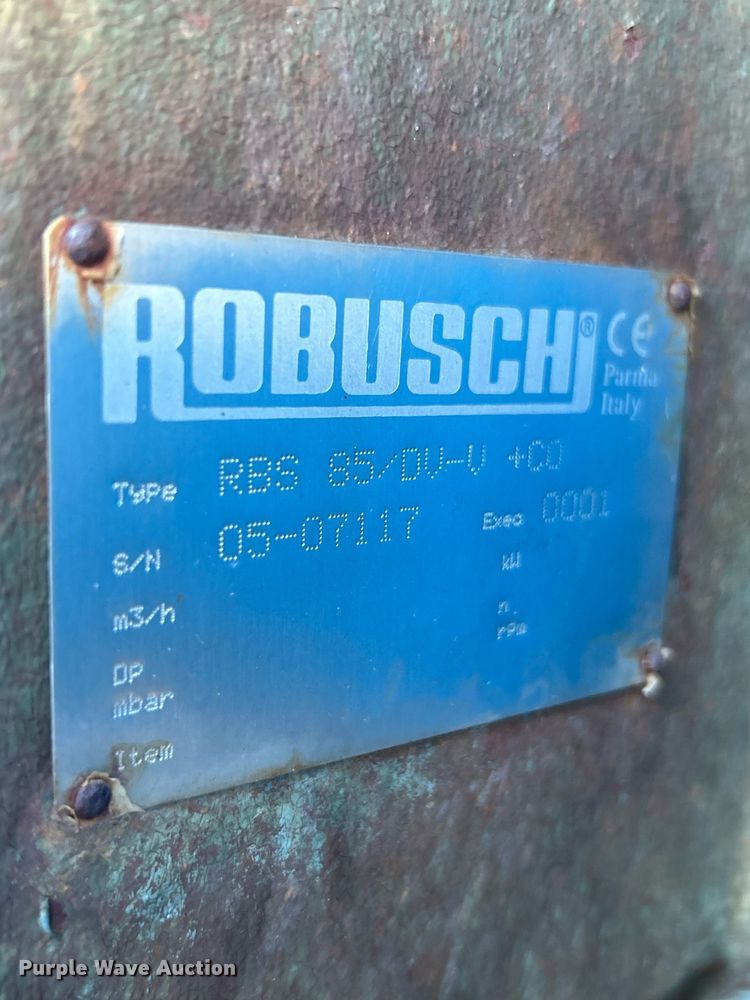 ROBUSCHI® CE
Parma
Italy
Type RBS 85/DV-V +CO
S/N 05-07117 Exec 0001
m3/h kW
DP mbar n. rpm
Item
Purple Wave Auction